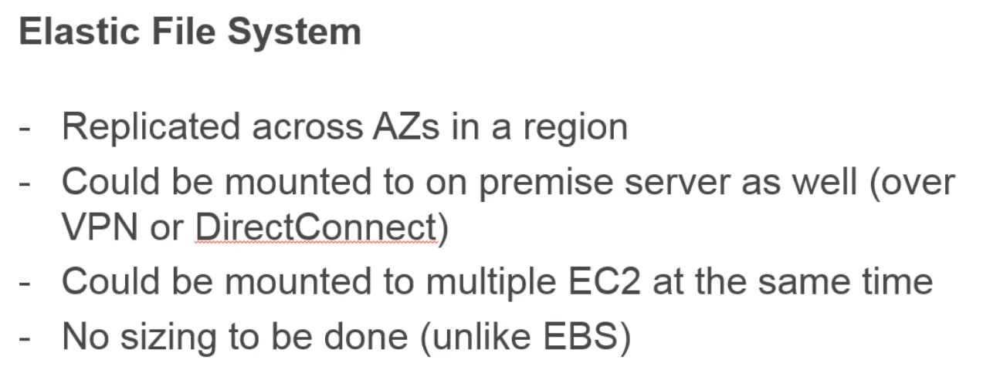 Elastic File System
- Replicated across AZs in a region
- Could be mounted to on premise server as well (over
VPN or DirectConnect)
- Could be mounted to multiple EC2 at the same time
- No sizing to be done (unlike EBS)